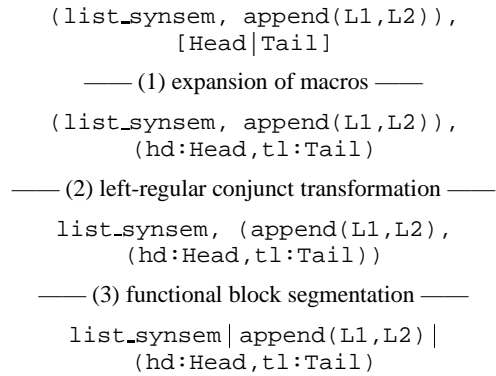 (list_synsem, append(L1,L2)),
[Head|Tail]
—— (1) expansion of macros ——
(list_synsem, append(L1,L2)),
(hd:Head,tl:Tail)
—— (2) left-regular conjunct transformation ——
list_synsem, (append(L1,L2),
(hd:Head,tl:Tail))
—— (3) functional block segmentation ——
list_synsem|append(L1,L2)|
(hd:Head,tl:Tail)